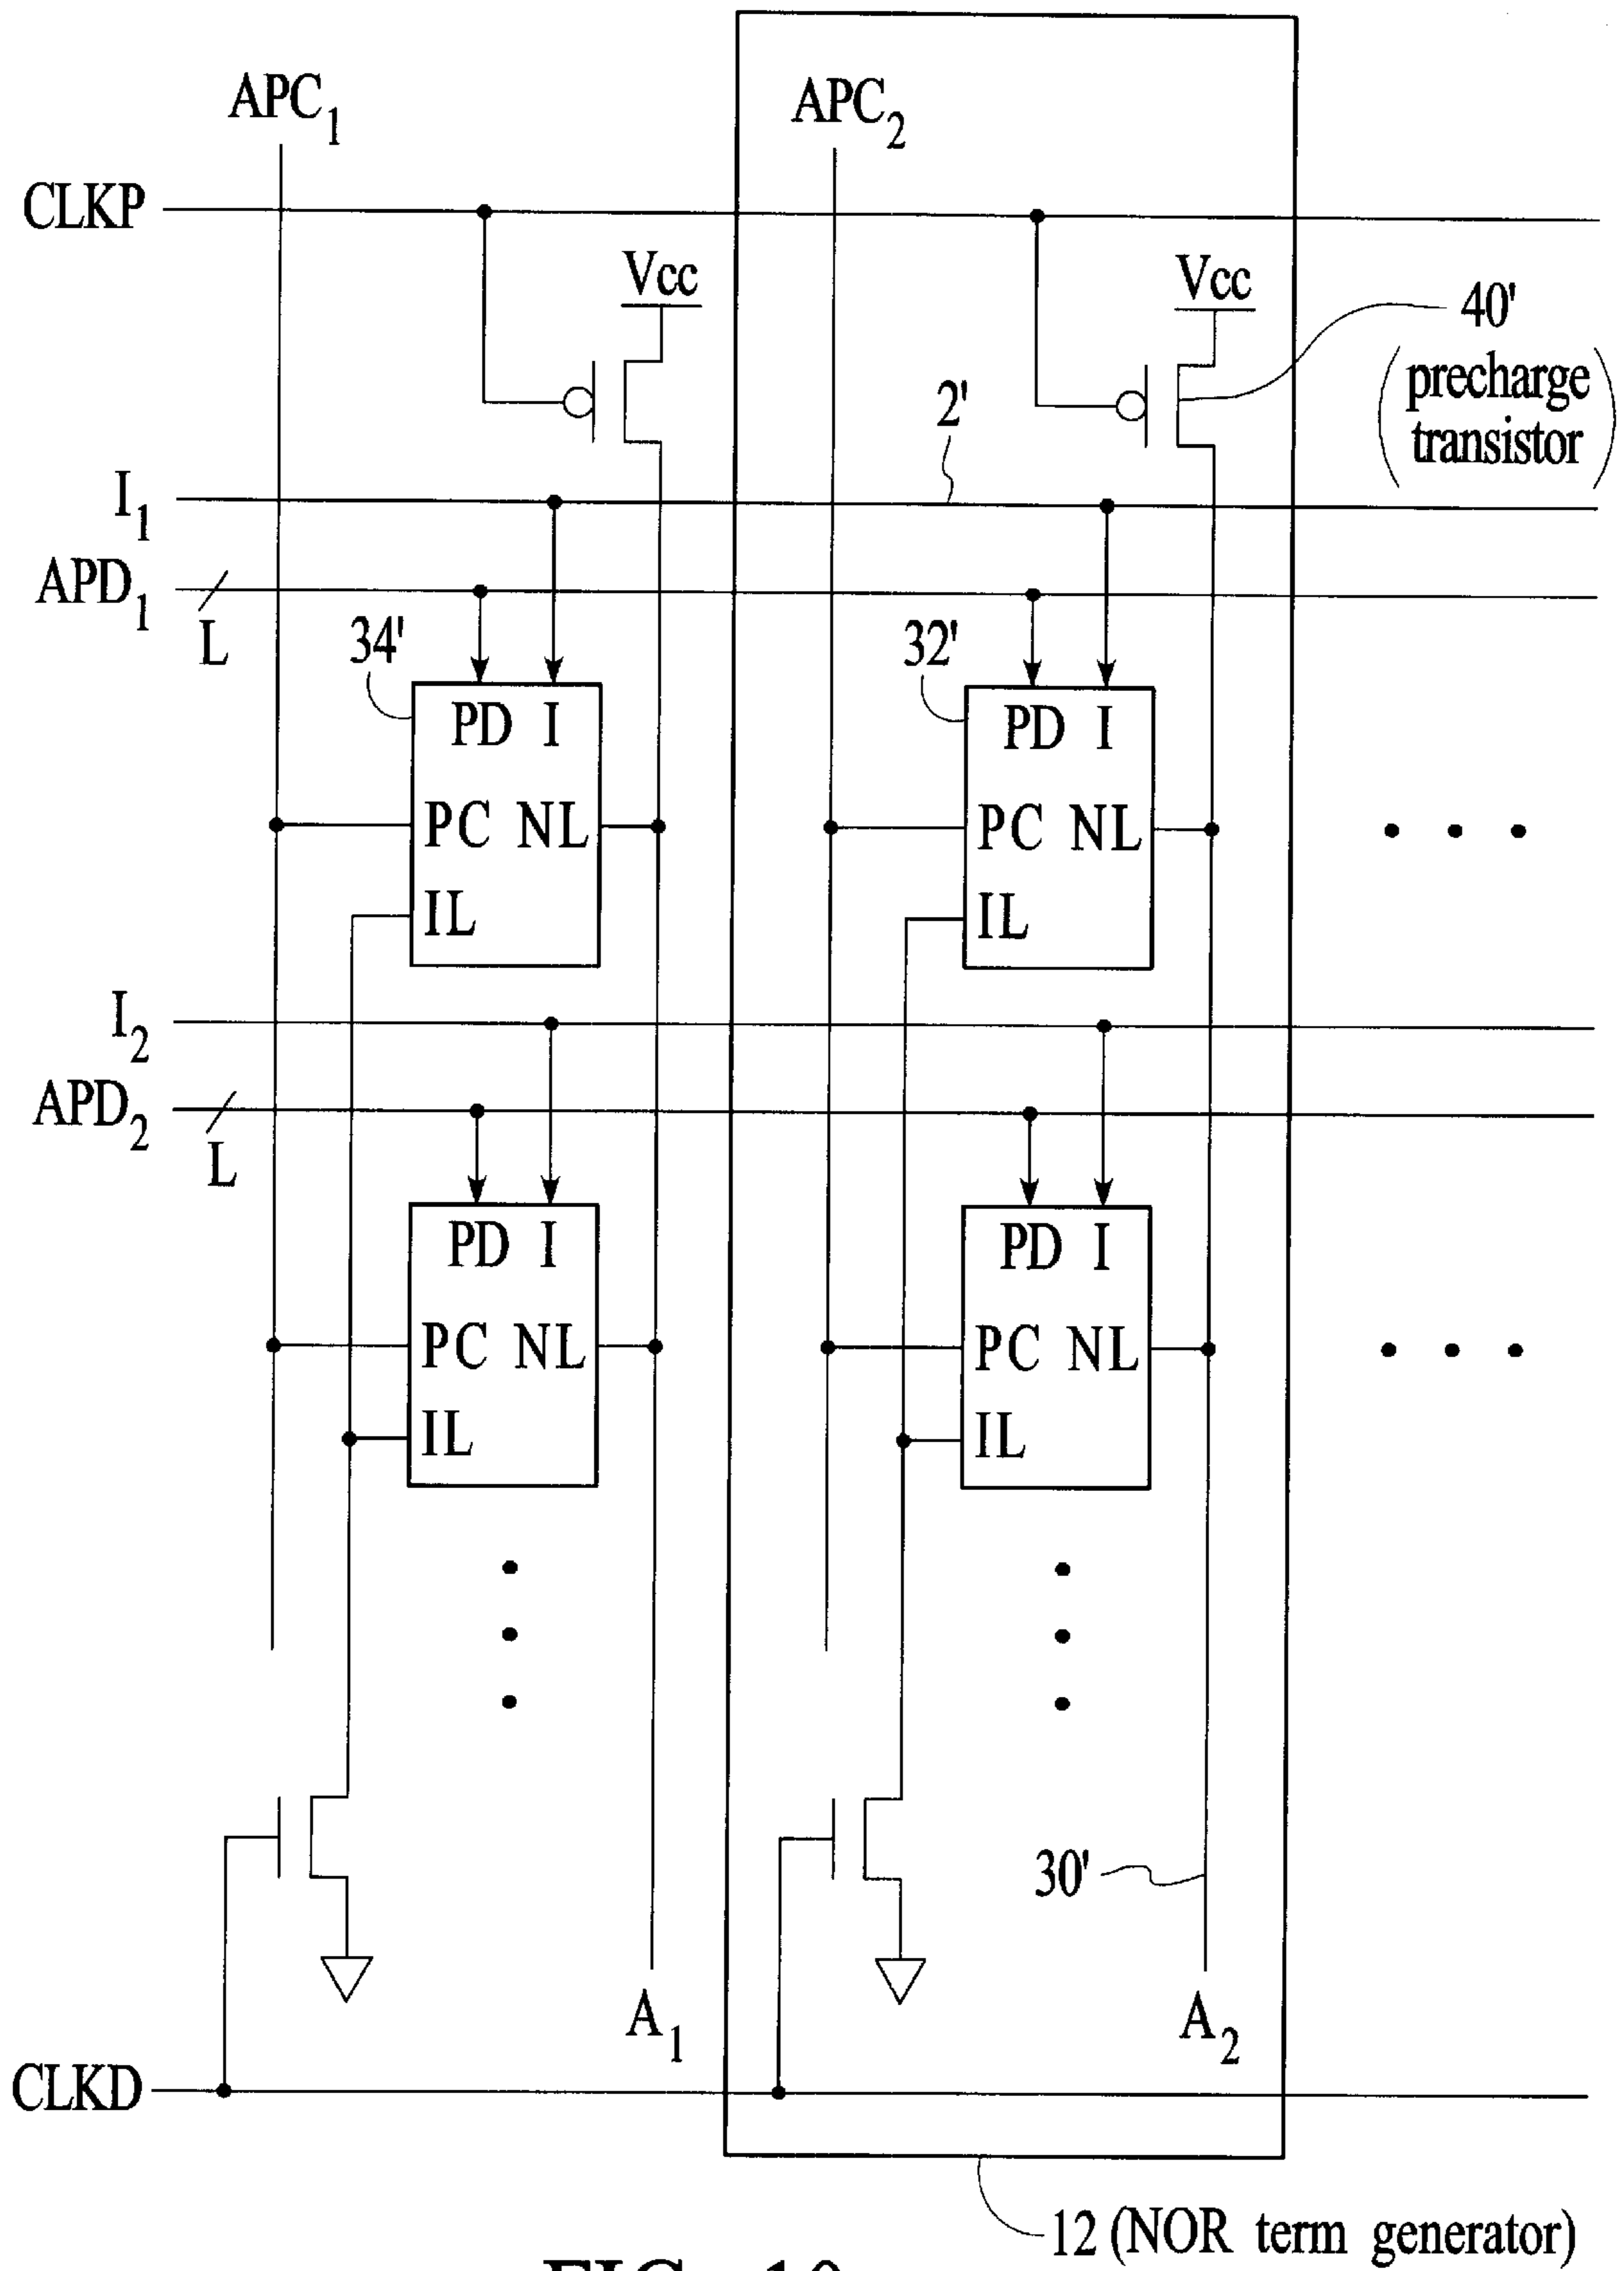 APC1 APC2
CLKP
Vcc Vcc
40'
(precharge
transistor)
2'
I1
APD1
L
34' 32'
PD I PD I
PC NL PC NL
IL IL
I2
APD2
L
PD I PD I
PC NL PC NL
IL IL
30'
A1 A2
CLKD
12 (NOR term generator)